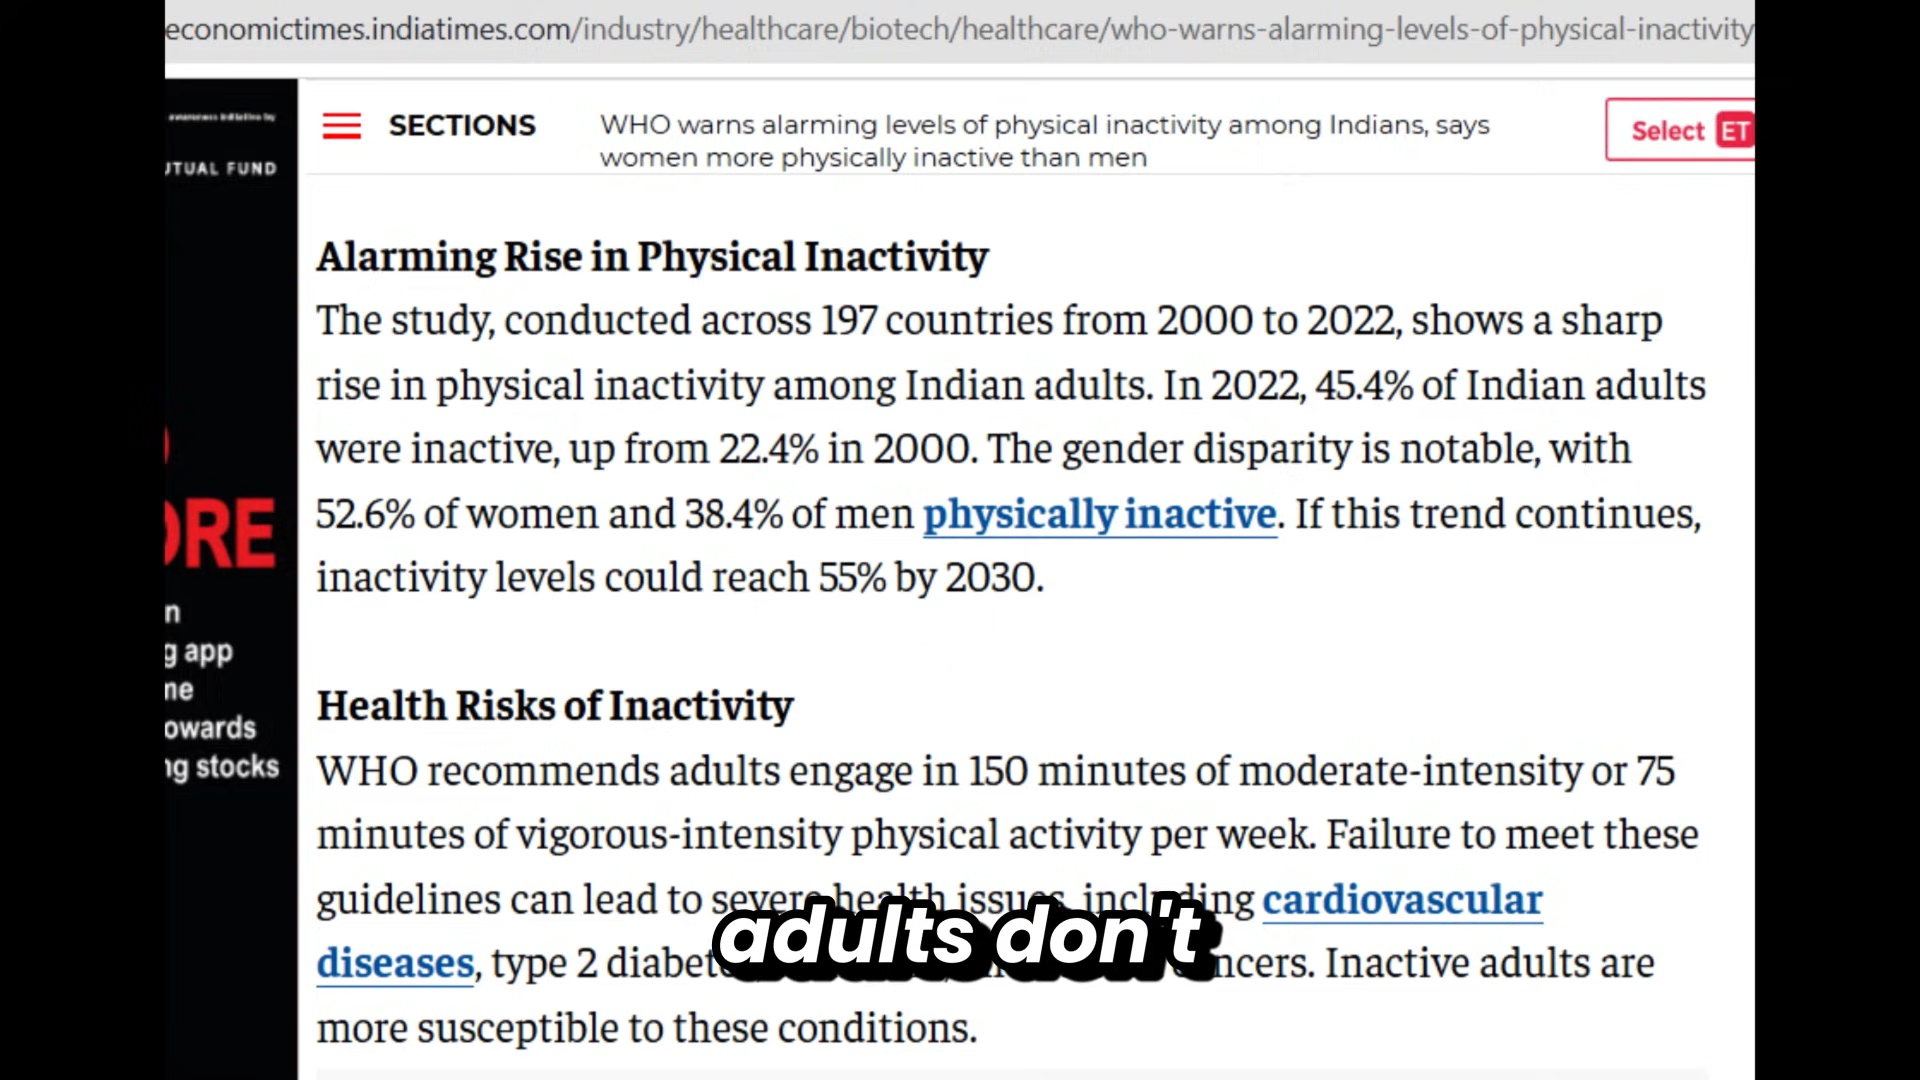 economictimes.indiatimes.com/industry/healthcare/biotech/healthcare/who-warns-alarming-levels-of-physical-inactivity
SECTIONS
WHO warns alarming levels of physical inactivity among Indians, says
women more physically inactive than men
Select ET
UTUAL FUND
Alarming Rise in Physical Inactivity
The study, conducted across 197 countries from 2000 to 2022, shows a sharp
rise in physical inactivity among Indian adults. In 2022, 45.4% of Indian adults
were inactive, up from 22.4% in 2000. The gender disparity is notable, with
52.6% of women and 38.4% of men physically inactive. If this trend continues,
inactivity levels could reach 55% by 2030.
ORE
n
g app
ne
owards
ng stocks
Health Risks of Inactivity
WHO recommends adults engage in 150 minutes of moderate-intensity or 75
minutes of vigorous-intensity physical activity per week. Failure to meet these
guidelines can lead to severe health issues, including cardiovascular
diseases, type 2 cancers. Inactive adults are
more susceptible to these conditions.
adults don't